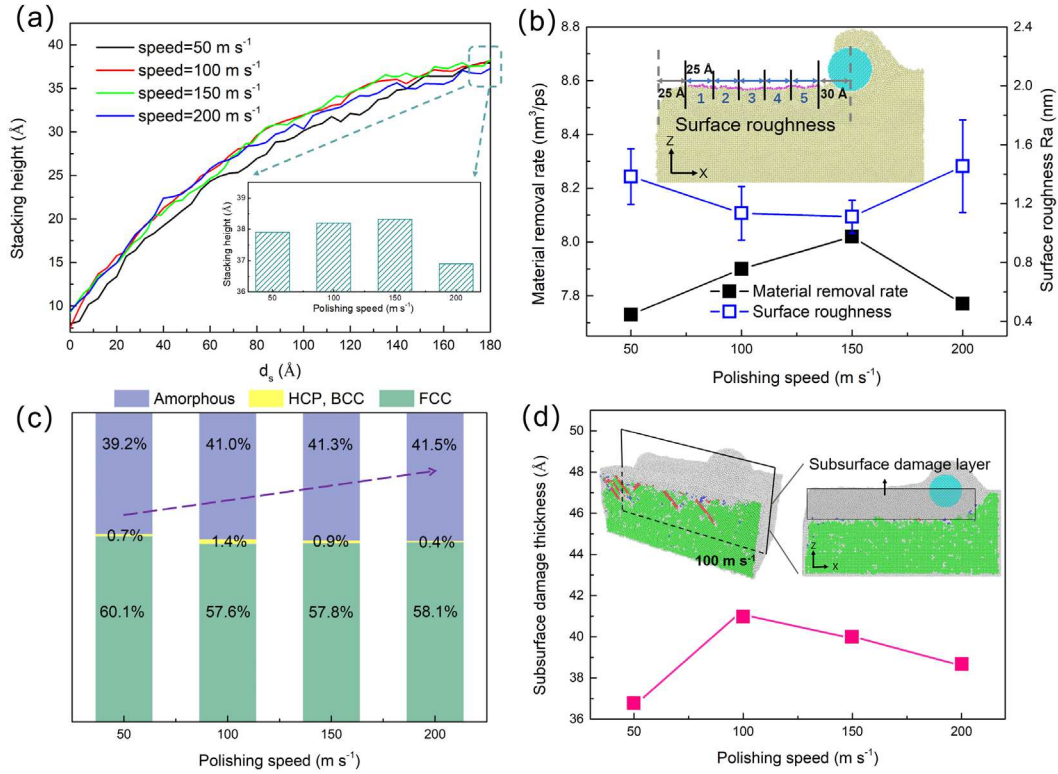 (a)
speed=50 m s⁻¹
speed=100 m s⁻¹
speed=150 m s⁻¹
speed=200 m s⁻¹
Stacking height (Å)
40
35
30
25
20
15
10
0 20 40 60 80 100 120 140 160 180
d_s (Å)
Stacking height (Å)
39
38
37
36
50 100 150 200
Polishing speed (m s⁻¹)
(b)
Material removal rate (nm³/ps)
8.8
8.6
8.4
8.2
8.0
7.8
25 Å
25 Å
1 2 3 4 5
30 Å
Surface roughness
Z
X
Material removal rate
Surface roughness
2.4
2.0
1.6
1.2
0.8
0.4
Surface roughness Ra (nm)
50 100 150 200
Polishing speed (m s⁻¹)
(c)
Amorphous HCP, BCC FCC
39.2% 41.0% 41.3% 41.5%
0.7% 1.4% 0.9% 0.4%
60.1% 57.6% 57.8% 58.1%
50 100 150 200
Polishing speed (m s⁻¹)
(d)
Subsurface damage thickness (Å)
50
48
46
44
42
40
38
36
Subsurface damage layer
100 m s⁻¹
Z
X
50 100 150 200
Polishing speed (m s⁻¹)